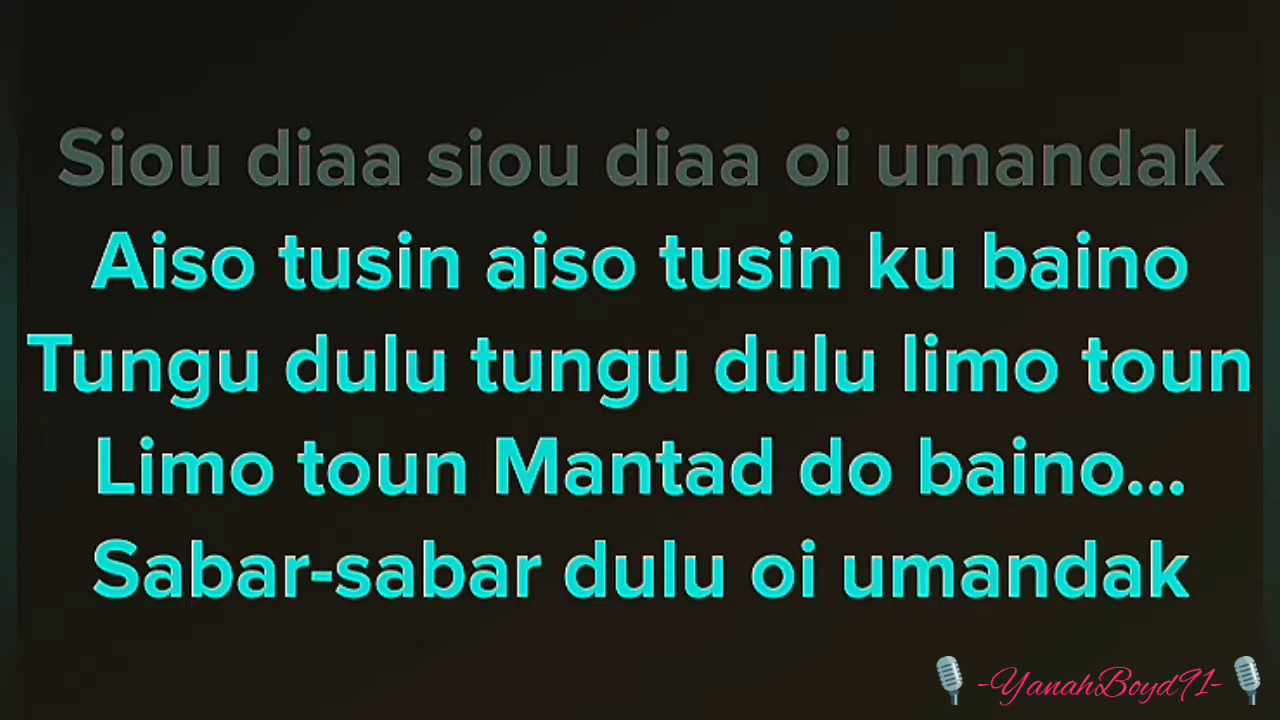 Siou diaa siou diaa oi umandak
Aiso tusin aiso tusin ku baino
Tungu dulu tungu dulu limo toun
Limo toun Mantad do baino...
Sabar-sabar dulu oi umandak
-YanahBoyd91-